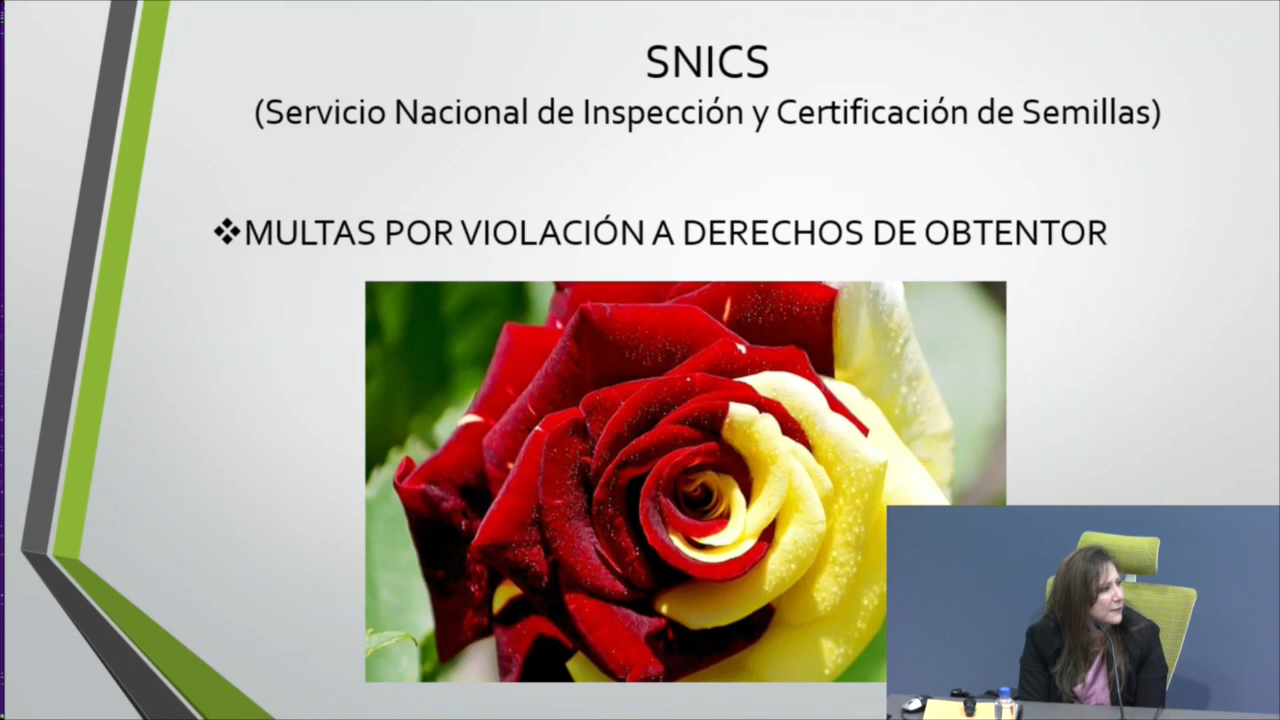 SNICS
(Servicio Nacional de Inspección y Certificación de Semillas)
❖MULTAS POR VIOLACIÓN A DERECHOS DE OBTENTOR